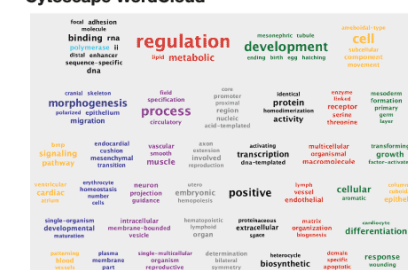 Cytoscape WordCloud
focal adhesion
molecule
binding rna
polymerase ii
distal enhancer
sequence-specific
dna
regulation
lipid metabolic
mesonephric tubule
development
ending birth egg hatching
cell
subcellular
component
movement
cranial skeleton
morphogenesis
polarized epithelium
migration
field
specification
process
circulatory
core
promoter
proximal
region
nucleic
acid-templated
identical
protein
homodimerization
activity
enzyme
linked
receptor
serine
threonine
mesoderm
formation
primary
germ
layer
bmp
signaling
pathway
endocardial
cushion
mesenchymal
transition
vascular
smooth
muscle
axon
extension
involved
reproductive
activating
transcription
dna-templated
multicellular
organismal
macromolecule
transforming
growth
factor-activated
ventricular
cardiac
atrium
erythrocyte
homeostasis
number
cells
neuron
projection
guidance
utero
embryonic
hemopoiesis
positive
lymph
vessel
endothelial
cellular
aromatic
single-organism
developmental
maturation
intracellular
membrane-bounded
vesicle
hematopoietic
lymphoid
organ
proteinaceous
extracellular
space
matrix
organization
biogenesis
cardiocyte
differentiation
blood
vessels
plasma
membrane
part
single-multicellular
organism
reproductive
determination
bilateral
symmetry
heterocycle
biosynthetic
domain
specific
apoptotic
response
wounding